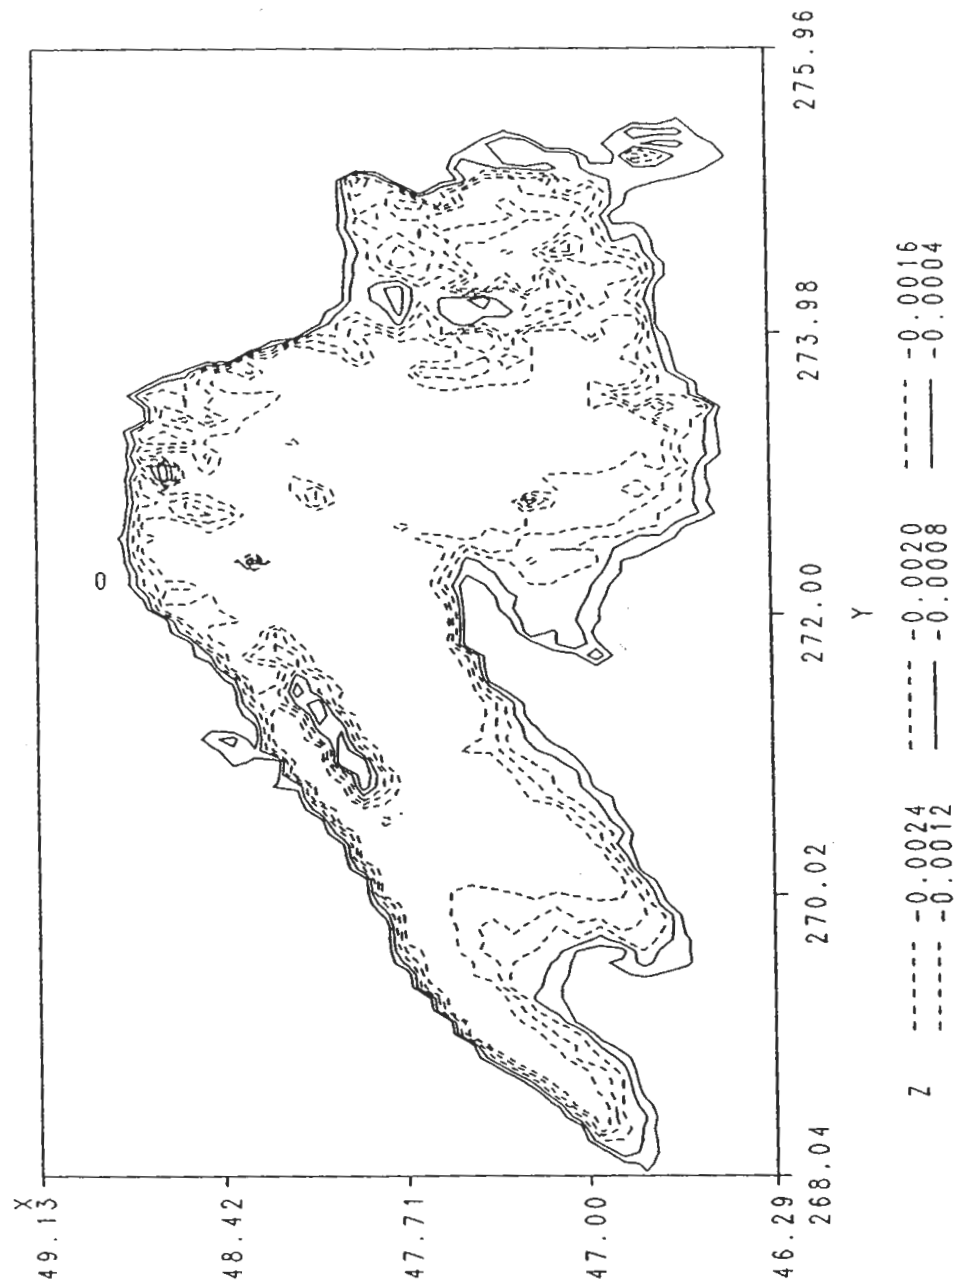 X
49.13
48.42
47.71
47.00
46.29
268.04 270.02 272.00 273.98 275.96
Y
Z ------ -0.0024 ------ -0.0020 ------ -0.0016
------ -0.0012 —— -0.0008 —— -0.0004